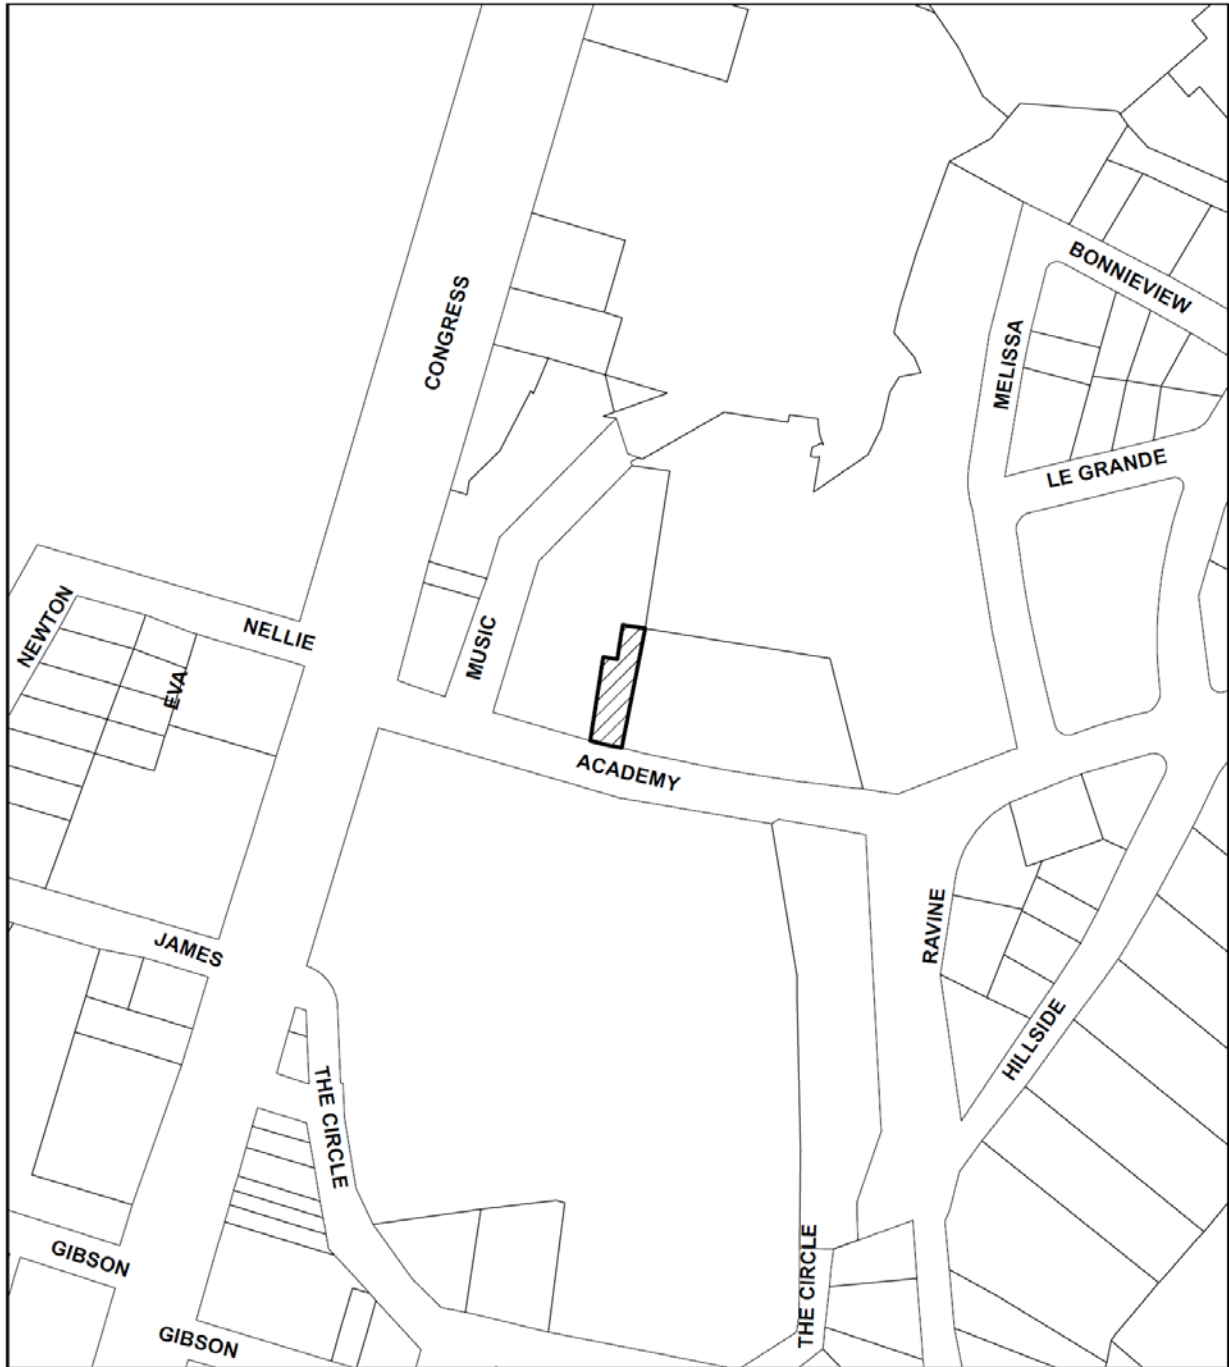 BONNIEVIEW
CONGRESS
MELISSA
LE GRANDE
NEWTON
NELLIE
EVA
MUSIC
ACADEMY
RAVINE
JAMES
HILLSIDE
THE CIRCLE
THE CIRCLE
GIBSON
GIBSON